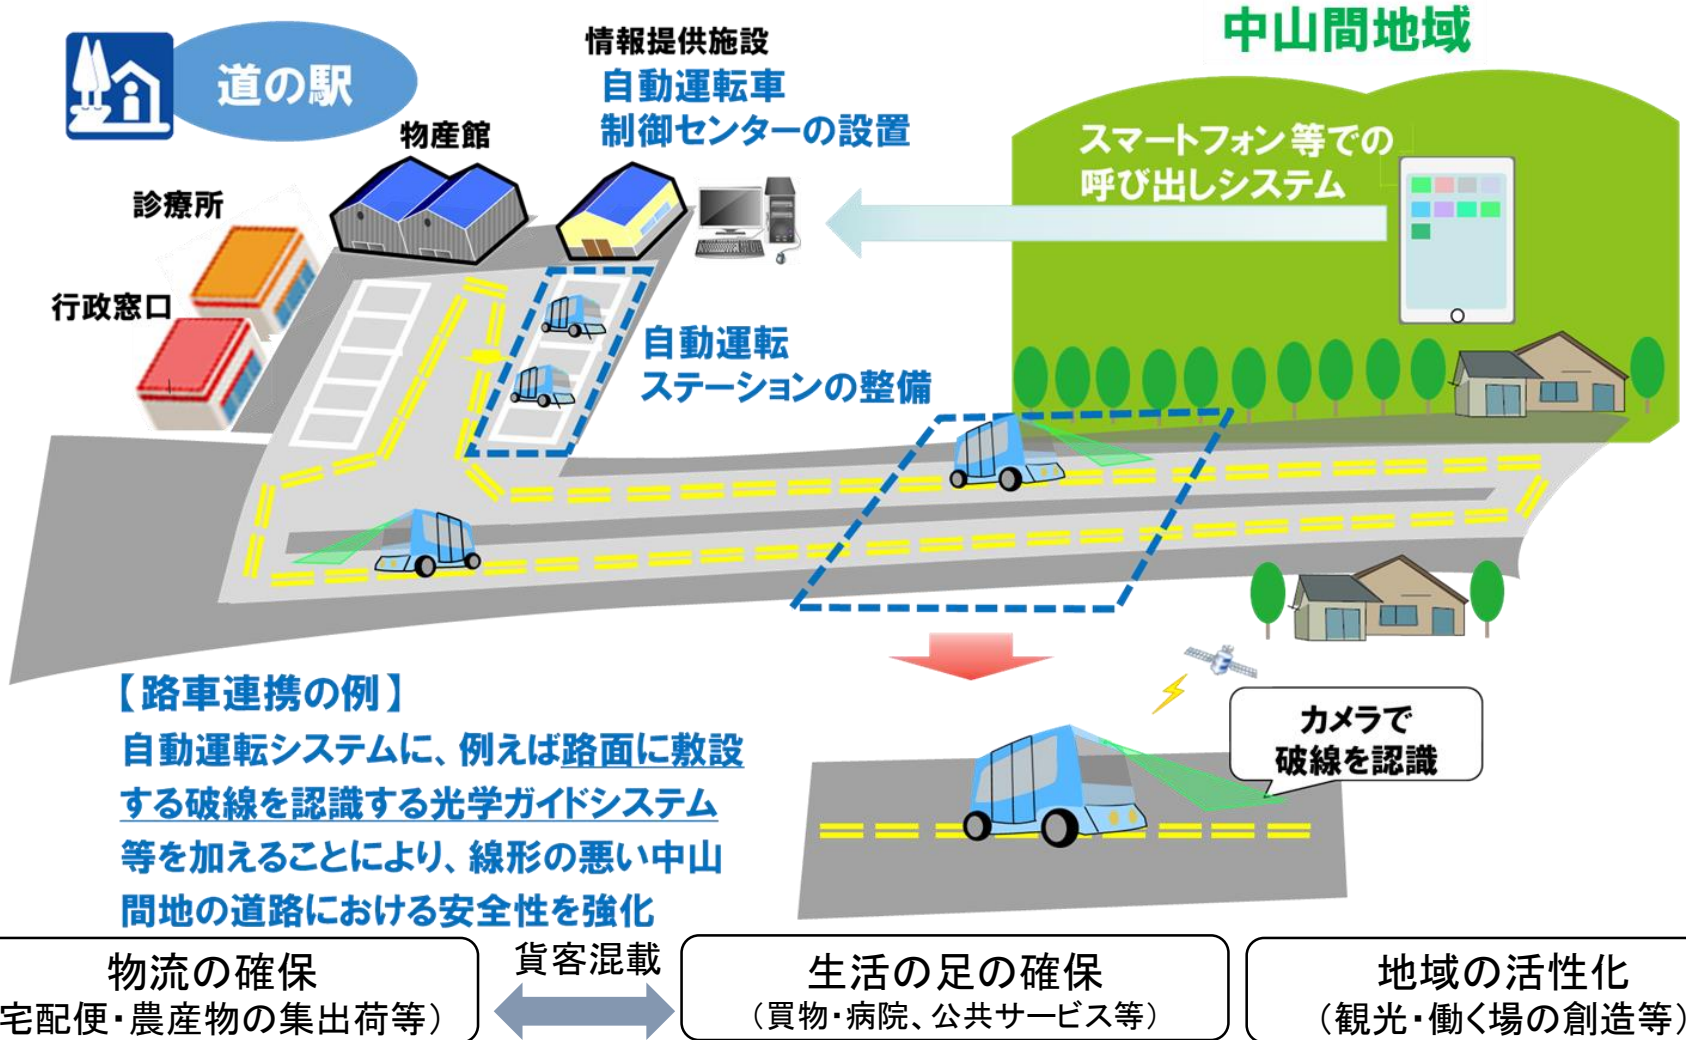 中山間地域
道の駅
情報提供施設
自動運転車
制御センターの設置
物産館
診療所
行政窓口
スマートフォン等での
呼び出しシステム
自動運転
ステーションの整備
【路車連携の例】
自動運転システムに、例えば路面に敷設
する破線を認識する光学ガイドシステム
等を加えることにより、線形の悪い中山
間地の道路における安全性を強化
カメラで
破線を認識
物流の確保
宅配便・農産物の集出荷等）
貨客混載
生活の足の確保
（買物・病院、公共サービス等）
地域の活性化
（観光・働く場の創造等）